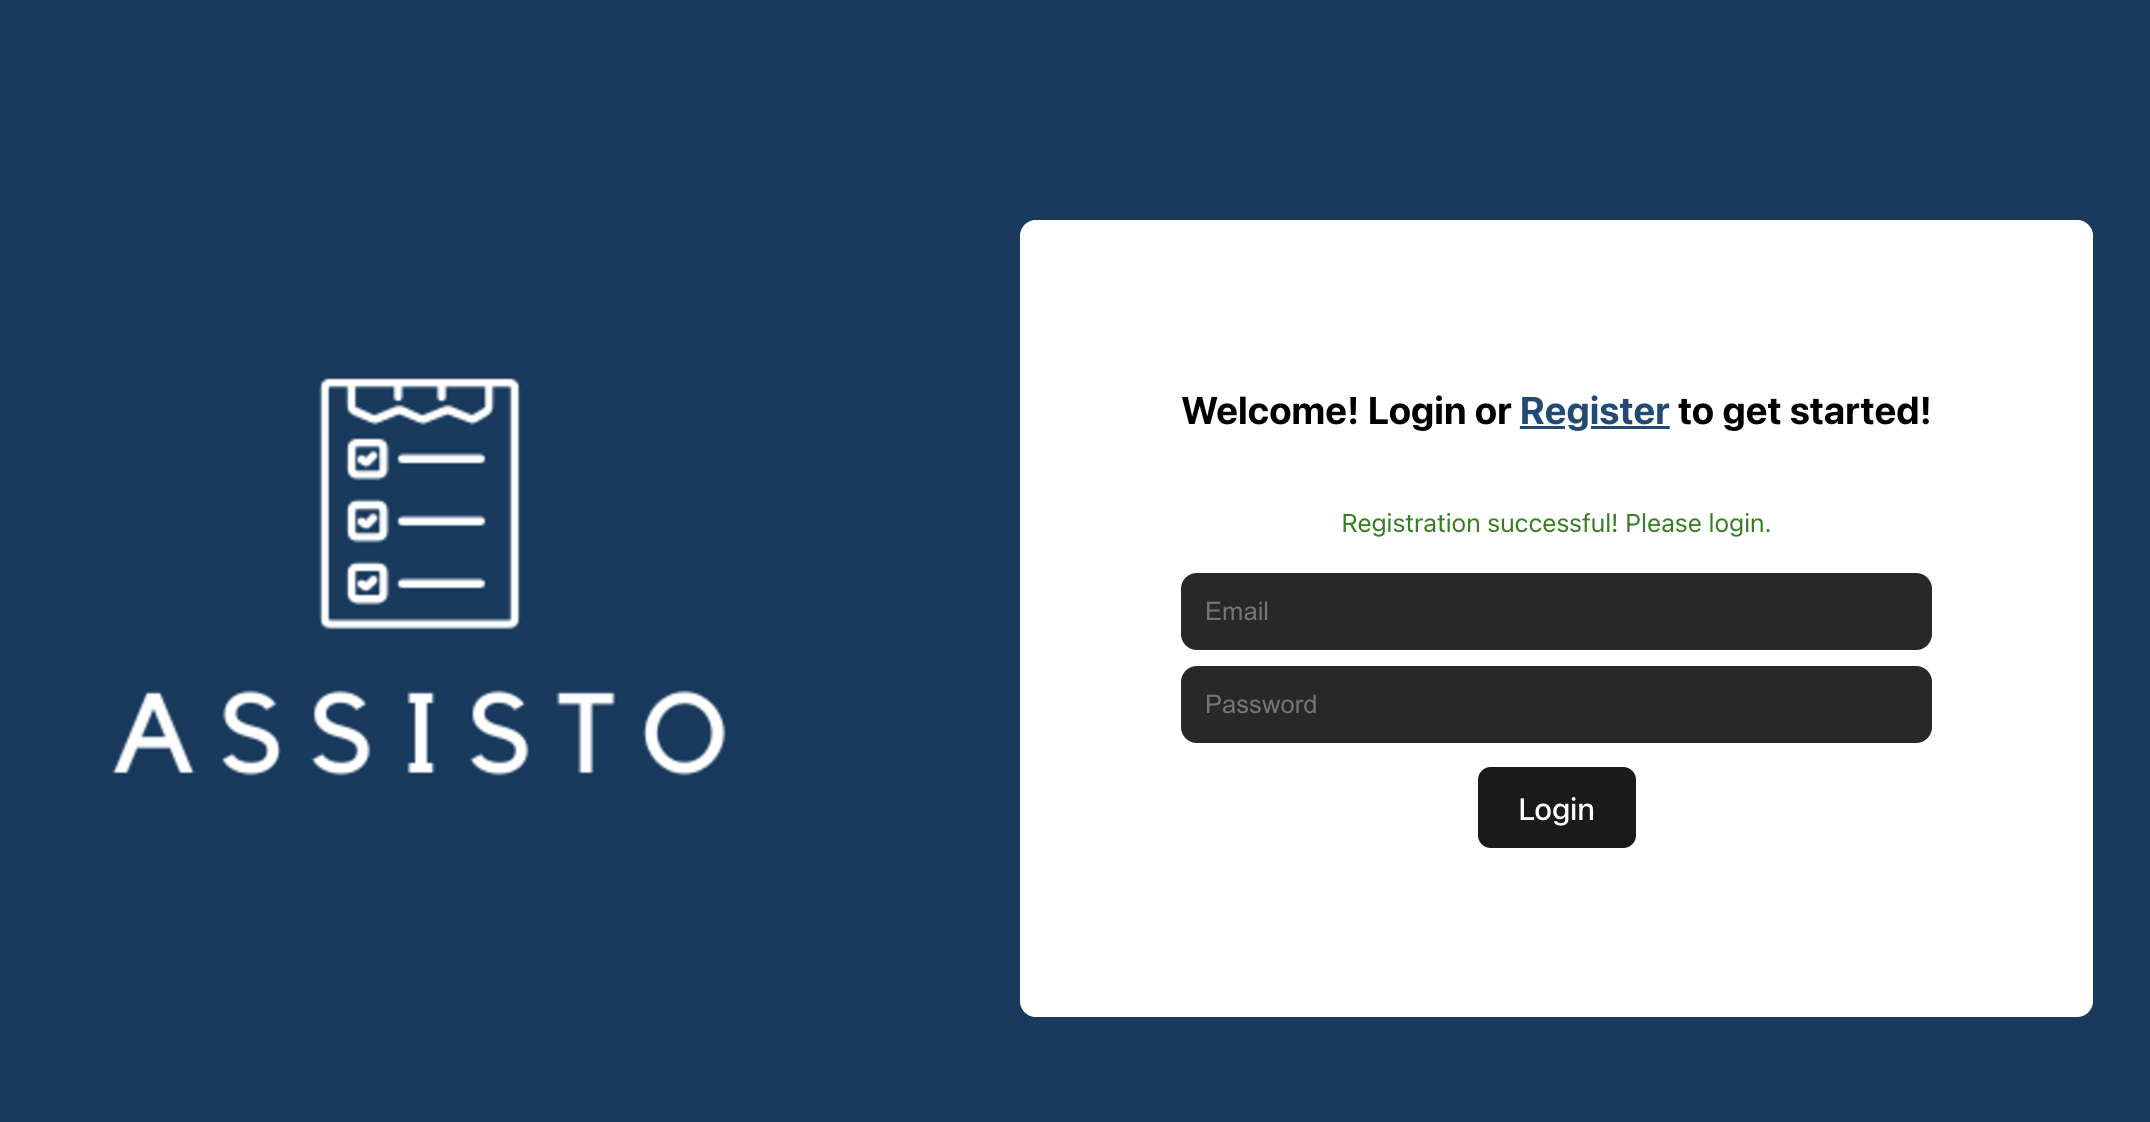 ASSISTO
Welcome! Login or Register to get started!
Registration successful! Please login.
Email
Password
Login